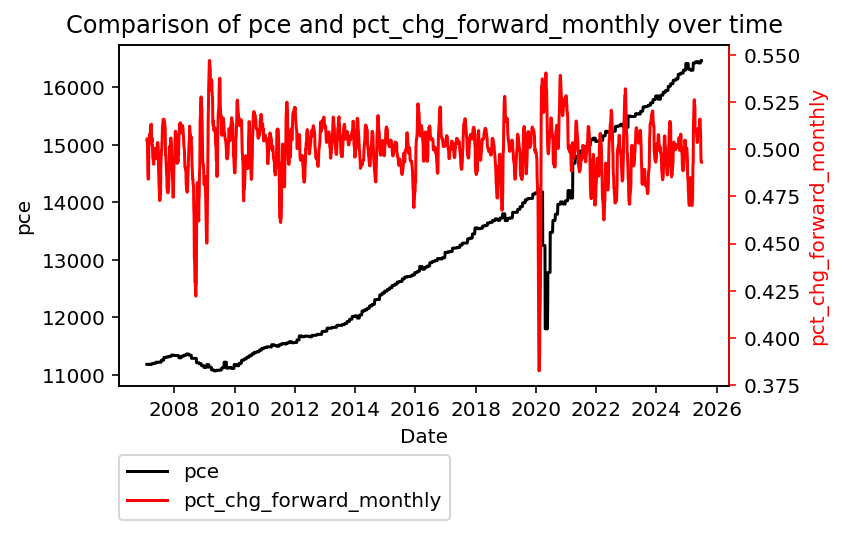 Comparison of pce and pct_chg_forward_monthly over time
pce
16000
15000
14000
13000
12000
11000
0.550
0.525
0.500
0.475
0.450
0.425
0.400
0.375
pct_chg_forward_monthly
2008 2010 2012 2014 2016 2018 2020 2022 2024 2026
Date
pce
pct_chg_forward_monthly